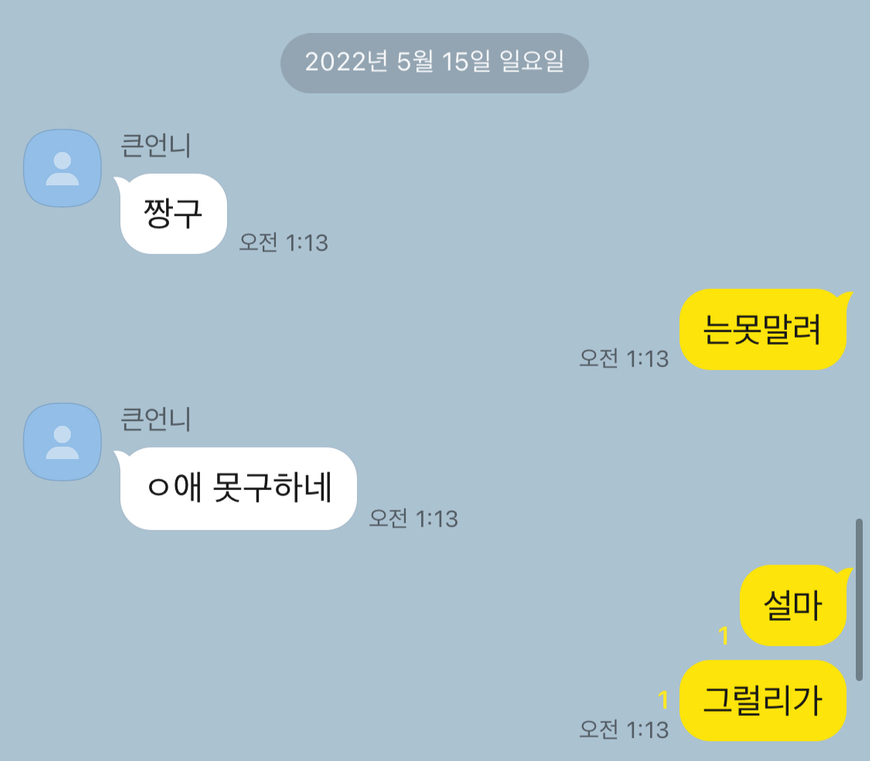 2022년 5월 15일 일요일
큰언니
짱구
오전 1:13
는못말려
오전 1:13
큰언니
ㅇ애 못구하네
오전 1:13
설마
1
그럴리가
1
오전 1:13